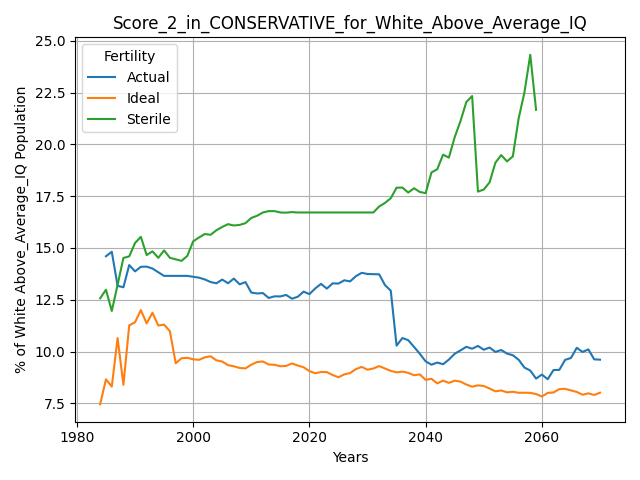 Score_2_in_CONSERVATIVE_for_White_Above_Average_IQ
25.0
22.5
20.0
17.5
15.0
12.5
10.0
7.5
% of White Above_Average_IQ Population
Fertility
Actual
Ideal
Sterile
1980 2000 2020 2040 2060
Years